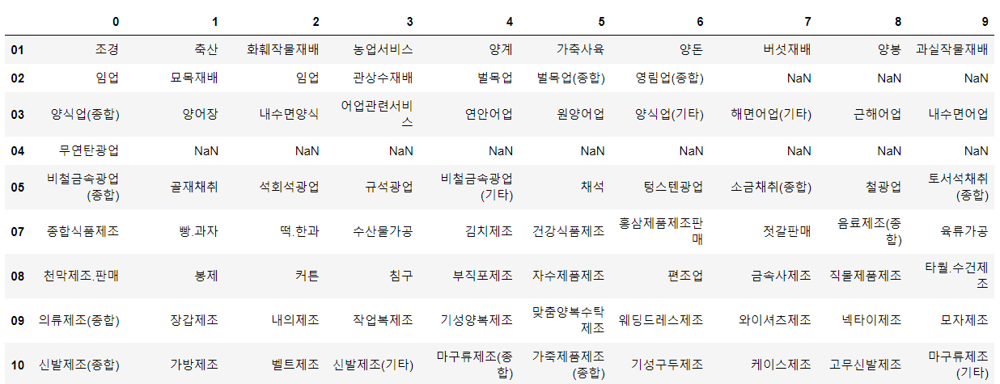 0 1 2 3 4 5 6 7 8 9
01 조경 축산 화훼작물재배 농업서비스 양계 가축사육 양돈 버섯재배 양봉 과실작물재배
02 임업 묘목재배 임업 관상수재배 벌목업 벌목업(종합) 영림업(종합) NaN NaN NaN
03 양식업(종합) 양어장 내수면양식 어업관련서비스 연안어업 원양어업 양식업(기타) 해면어업(기타) 근해어업 내수면어업
04 무연탄광업 NaN NaN NaN NaN NaN NaN NaN NaN NaN
05 비철금속광업(종합) 골재채취 석회석광업 규석광업 비철금속광업(기타) 채석 텅스텐광업 소금채취(종합) 철광업 토서석채취(종합)
07 종합식품제조 빵.과자 떡.한과 수산물가공 김치제조 건강식품제조 홍삼제품제조판매 젓갈판매 음료제조(종합) 육류가공
08 천막제조.판매 봉제 커튼 침구 부직포제조 자수제품제조 편조업 금속사제조 직물제품제조 타월.수건제조
09 의류제조(종합) 장갑제조 내의제조 작업복제조 기성양복제조 맞춤양복수탁제조 웨딩드레스제조 와이셔츠제조 넥타이제조 모자제조
10 신발제조(종합) 가방제조 벨트제조 신발제조(기타) 마구류제조(종합) 가죽제품제조(종합) 기성구두제조 케이스제조 고무신발제조 마구류제조(기타)